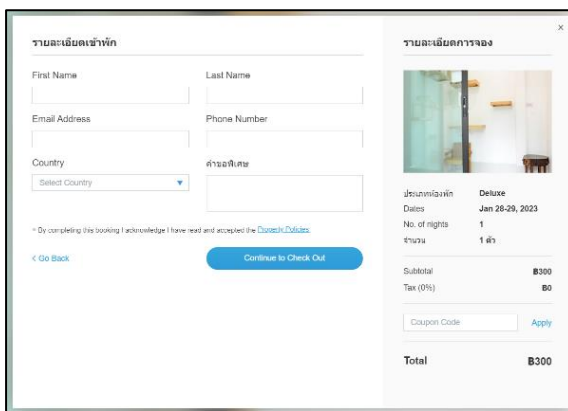 รายละเอียดเข้าพัก
First Name
Last Name
Email Address
Phone Number
Country
คำขอพิเศษ
Select Country
* By completing this booking I acknowledge I have read and accepted the Property Policies.
< Go Back
Continue to Check Out
×
รายละเอียดการจอง
ประเภทห้องพัก Deluxe
Dates Jan 28-29, 2023
No. of nights 1
จำนวน 1 ตัว
Subtotal ฿300
Tax (0%) ฿0
Coupon Code Apply
Total ฿300